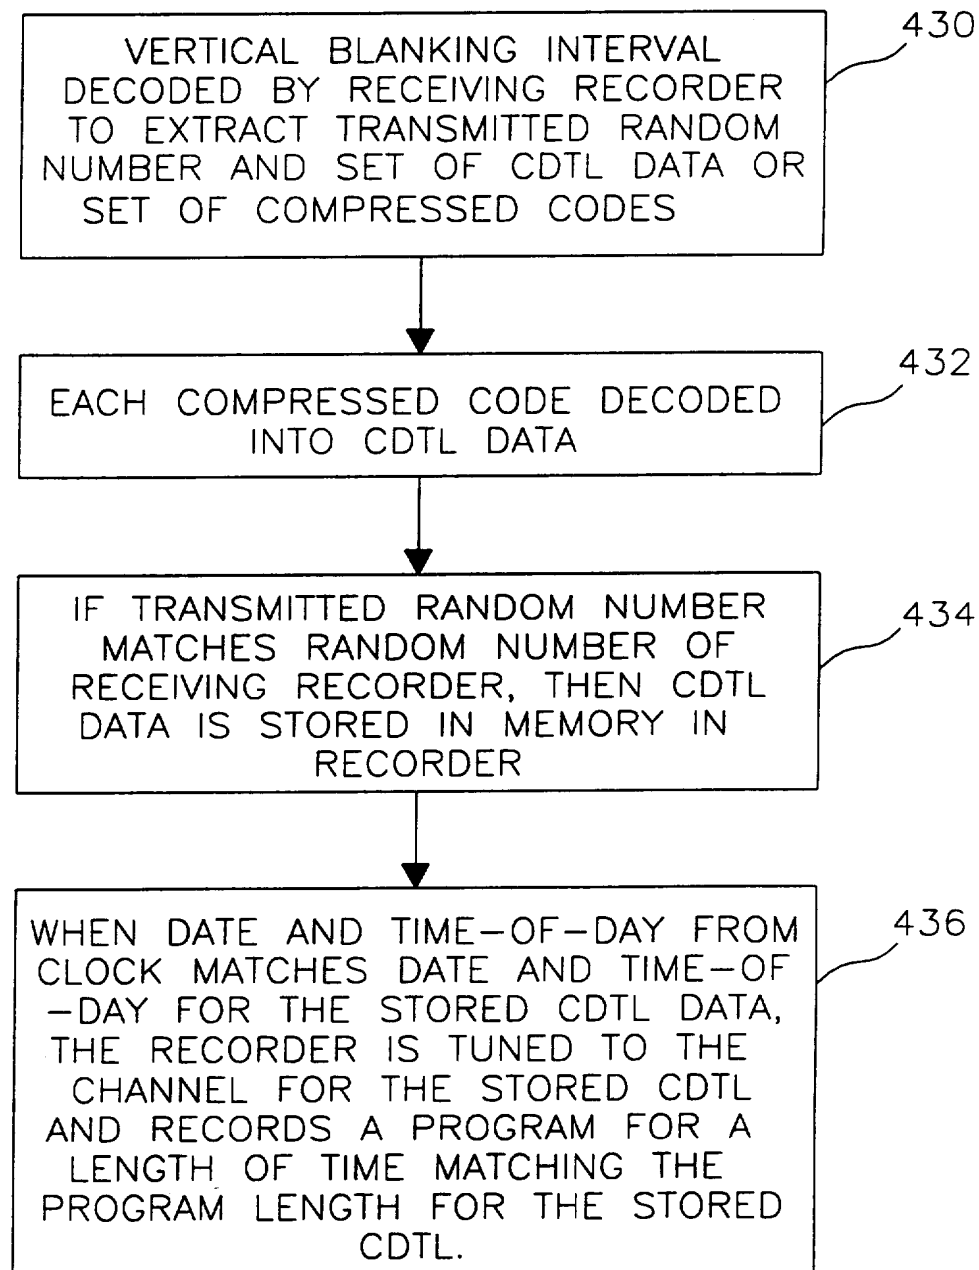 430
VERTICAL BLANKING INTERVAL
DECODED BY RECEIVING RECORDER
TO EXTRACT TRANSMITTED RANDOM
NUMBER AND SET OF CDTL DATA OR
SET OF COMPRESSED CODES
432
EACH COMPRESSED CODE DECODED
INTO CDTL DATA
434
IF TRANSMITTED RANDOM NUMBER
MATCHES RANDOM NUMBER OF
RECEIVING RECORDER, THEN CDTL
DATA IS STORED IN MEMORY IN
RECORDER
436
WHEN DATE AND TIME-OF-DAY FROM
CLOCK MATCHES DATE AND TIME-OF
-DAY FOR THE STORED CDTL DATA,
THE RECORDER IS TUNED TO THE
CHANNEL FOR THE STORED CDTL
AND RECORDS A PROGRAM FOR A
LENGTH OF TIME MATCHING THE
PROGRAM LENGTH FOR THE STORED
CDTL.